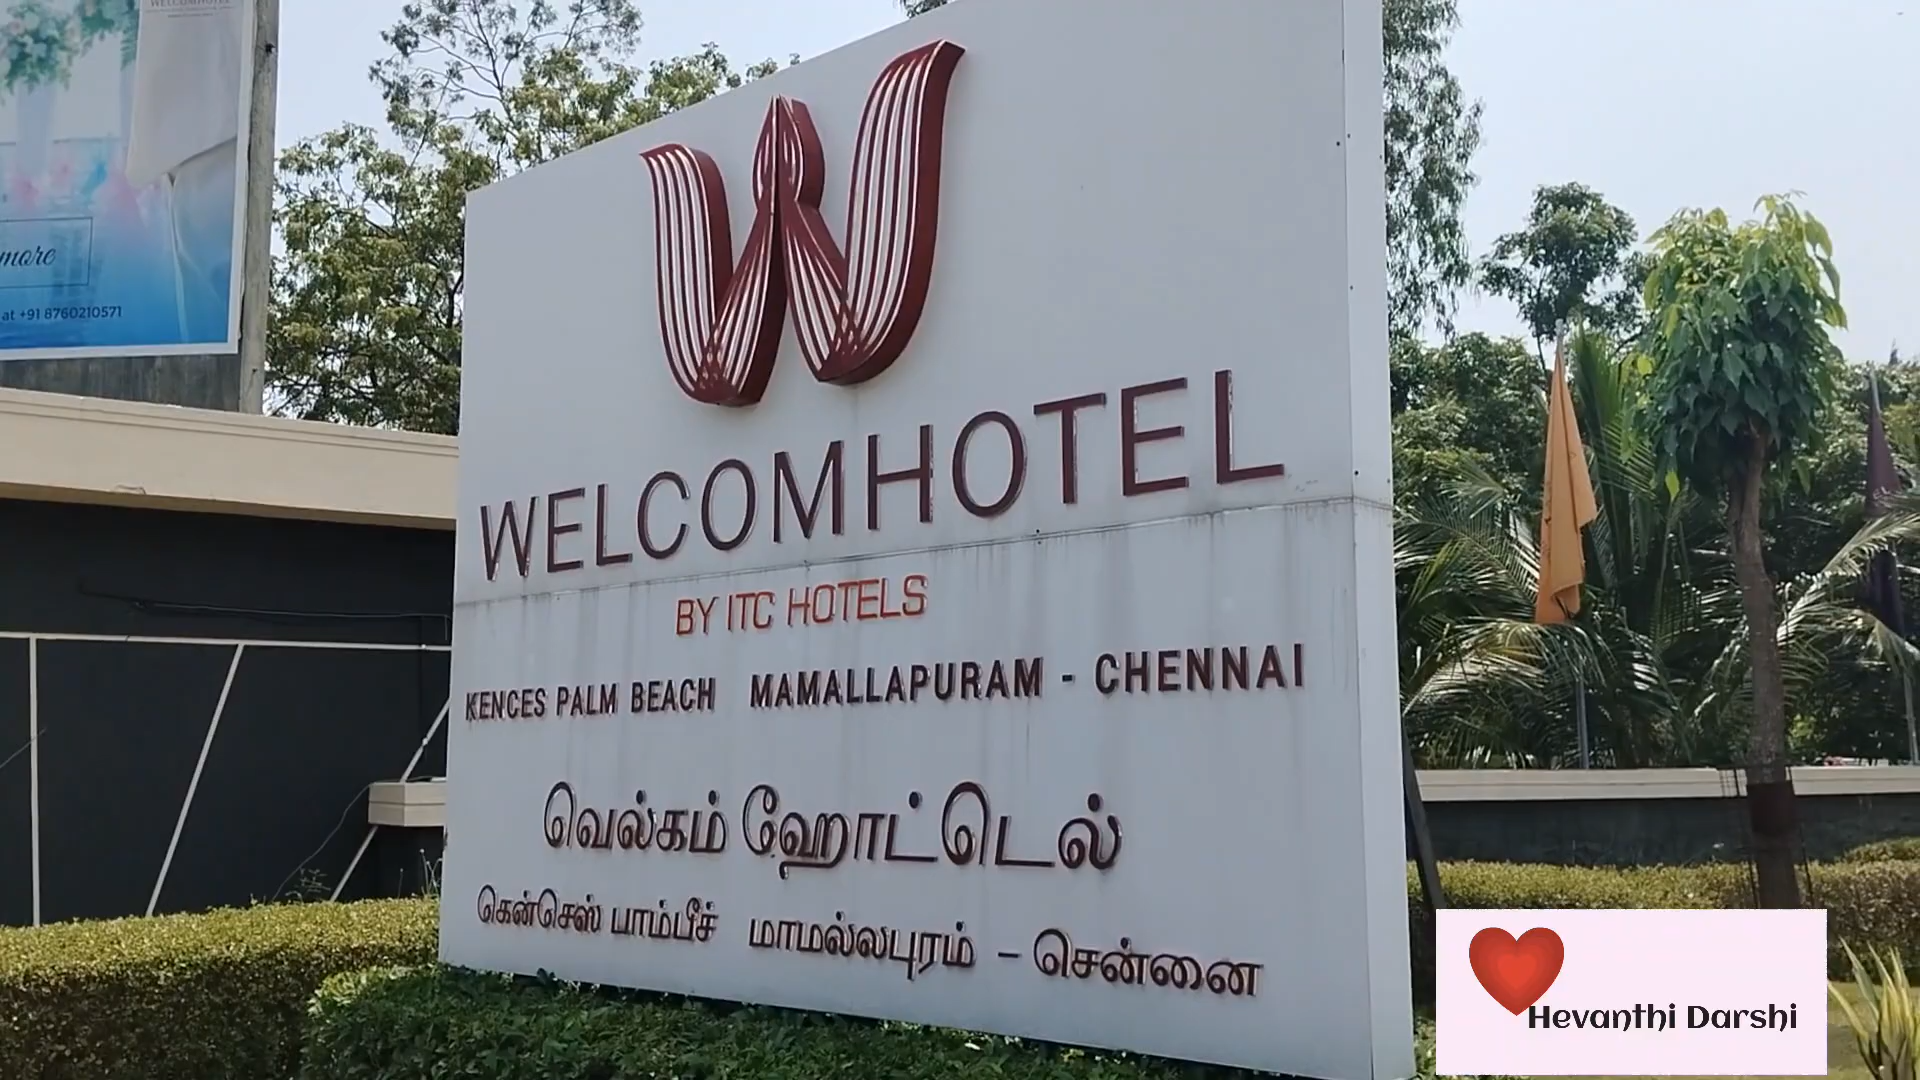 WELCOMHOTEL
more
at +91 8760210571
W
WELCOMHOTEL
BY ITC HOTELS
KENCES PALM BEACH MAMALLAPURAM - CHENNAI
வெல்கம் ஹோட்டெல்
கென்செஸ் பாம்பீச் மாமல்லபுரம் - சென்னை
Hevanthi Darshi